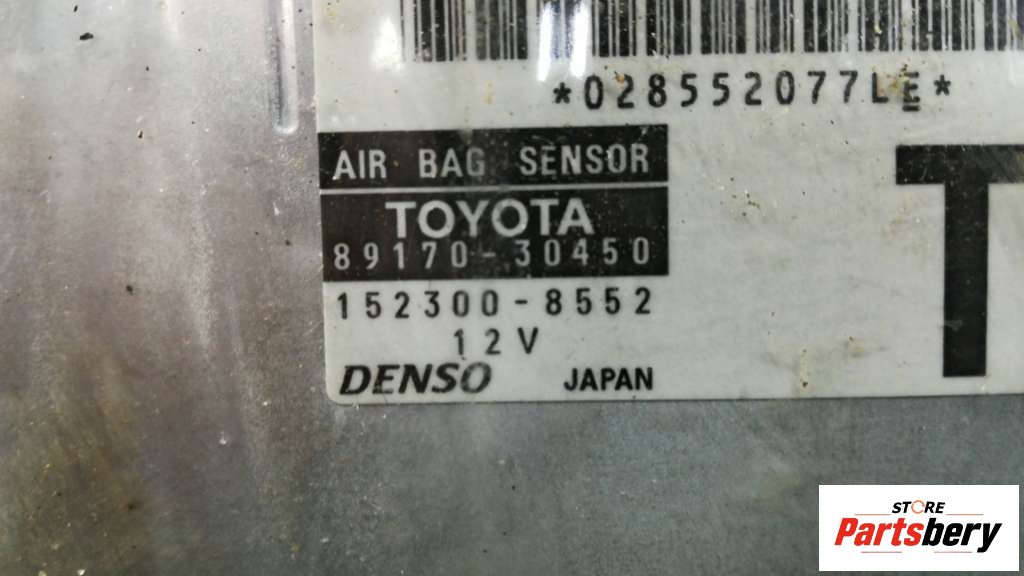 *028552077LE*
AIR BAG SENSOR
TOYOTA
89170-30450
152300-8552
12V
DENSO JAPAN
T
STORE
Partsbery